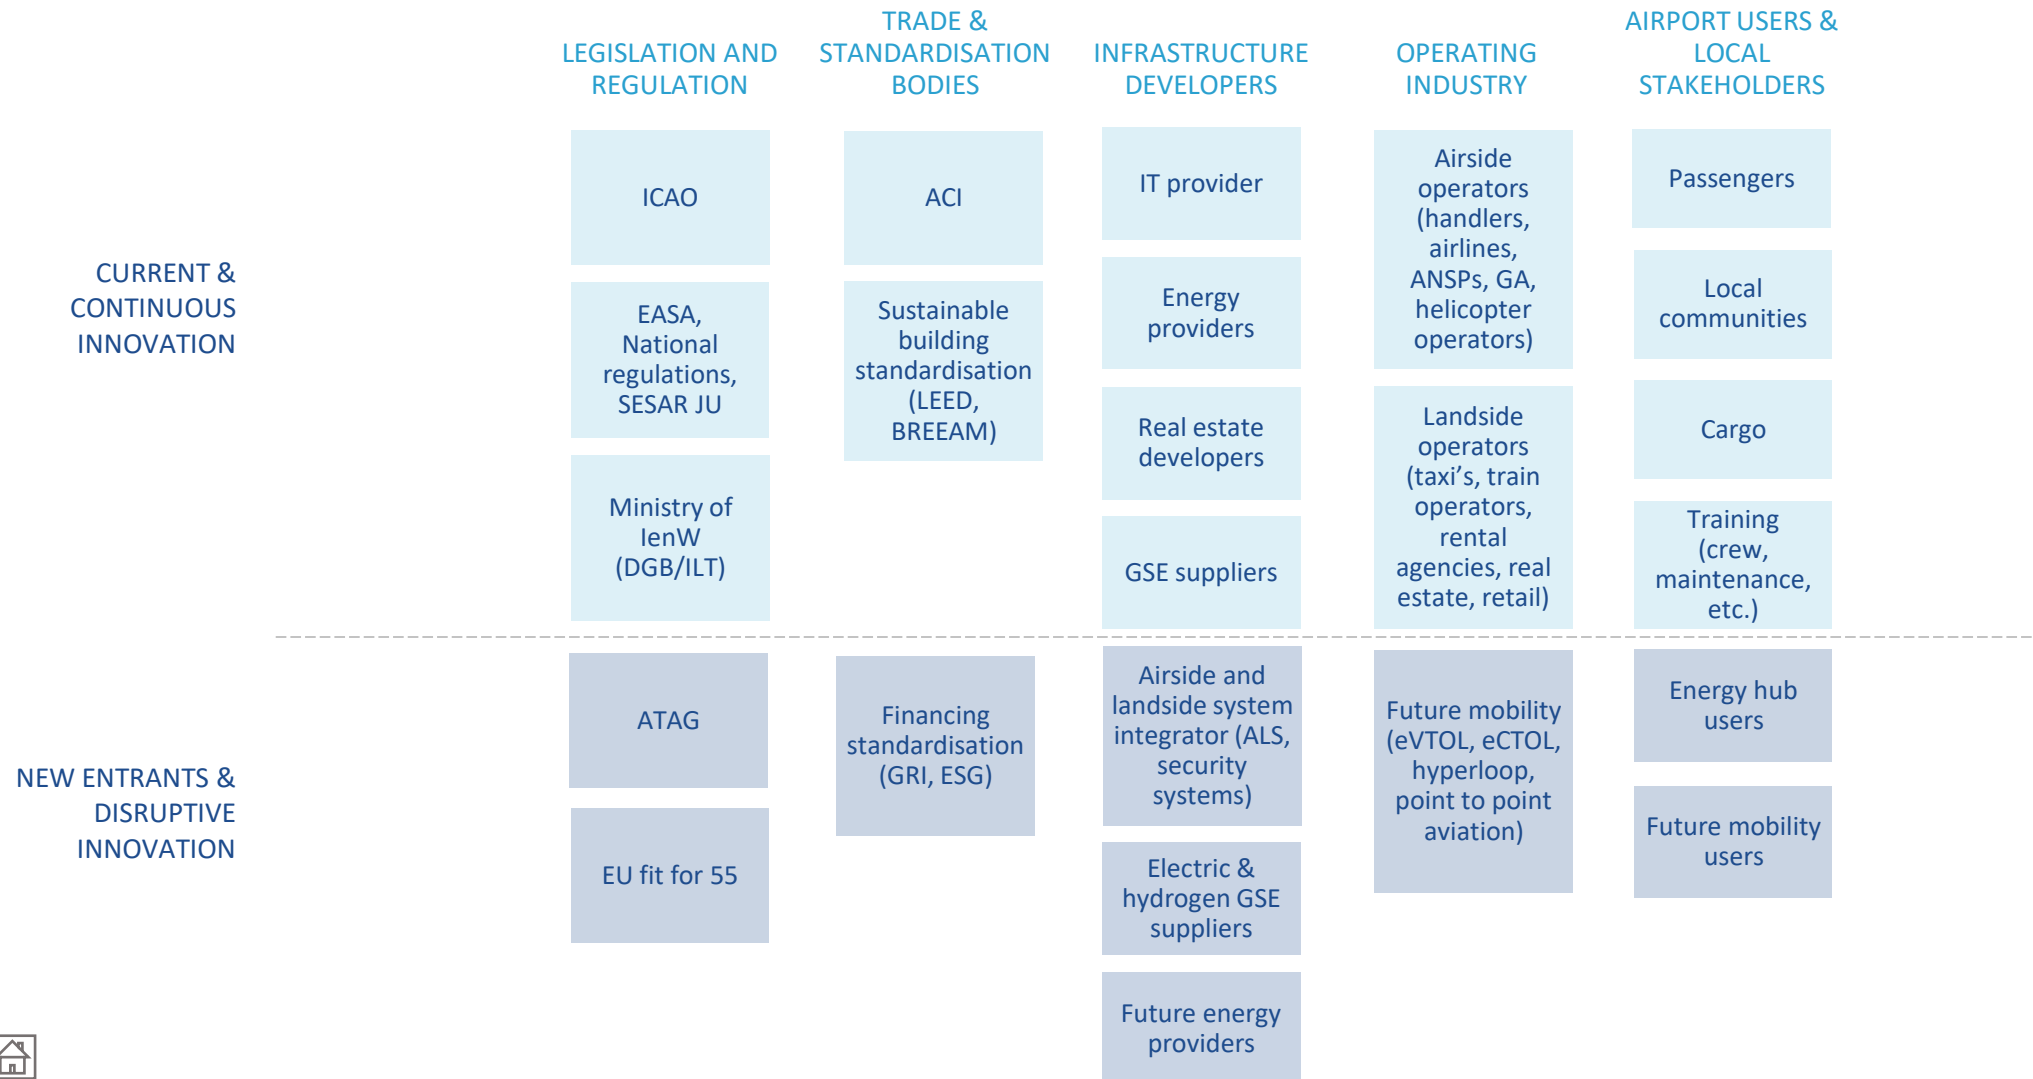 LEGISLATION AND
REGULATION
TRADE &
STANDARDISATION
BODIES
INFRASTRUCTURE
DEVELOPERS
OPERATING
INDUSTRY
AIRPORT USERS &
LOCAL
STAKEHOLDERS
CURRENT &
CONTINUOUS
INNOVATION
ICAO
EASA,
National
regulations,
SESAR JU
Ministry of
IenW
(DGB/ILT)
ACI
Sustainable
building
standardisation
(LEED,
BREEAM)
IT provider
Energy
providers
Real estate
developers
GSE suppliers
Airside
operators
(handlers,
airlines,
ANSPs, GA,
helicopter
operators)
Landside
operators
(taxi’s, train
operators,
rental
agencies, real
estate, retail)
Passengers
Local
communities
Cargo
Training
(crew,
maintenance,
etc.)
NEW ENTRANTS &
DISRUPTIVE
INNOVATION
ATAG
EU fit for 55
Financing
standardisation
(GRI, ESG)
Airside and
landside system
integrator (ALS,
security
systems)
Electric &
hydrogen GSE
suppliers
Future energy
providers
Future mobility
(eVTOL, eCTOL,
hyperloop,
point to point
aviation)
Energy hub
users
Future mobility
users